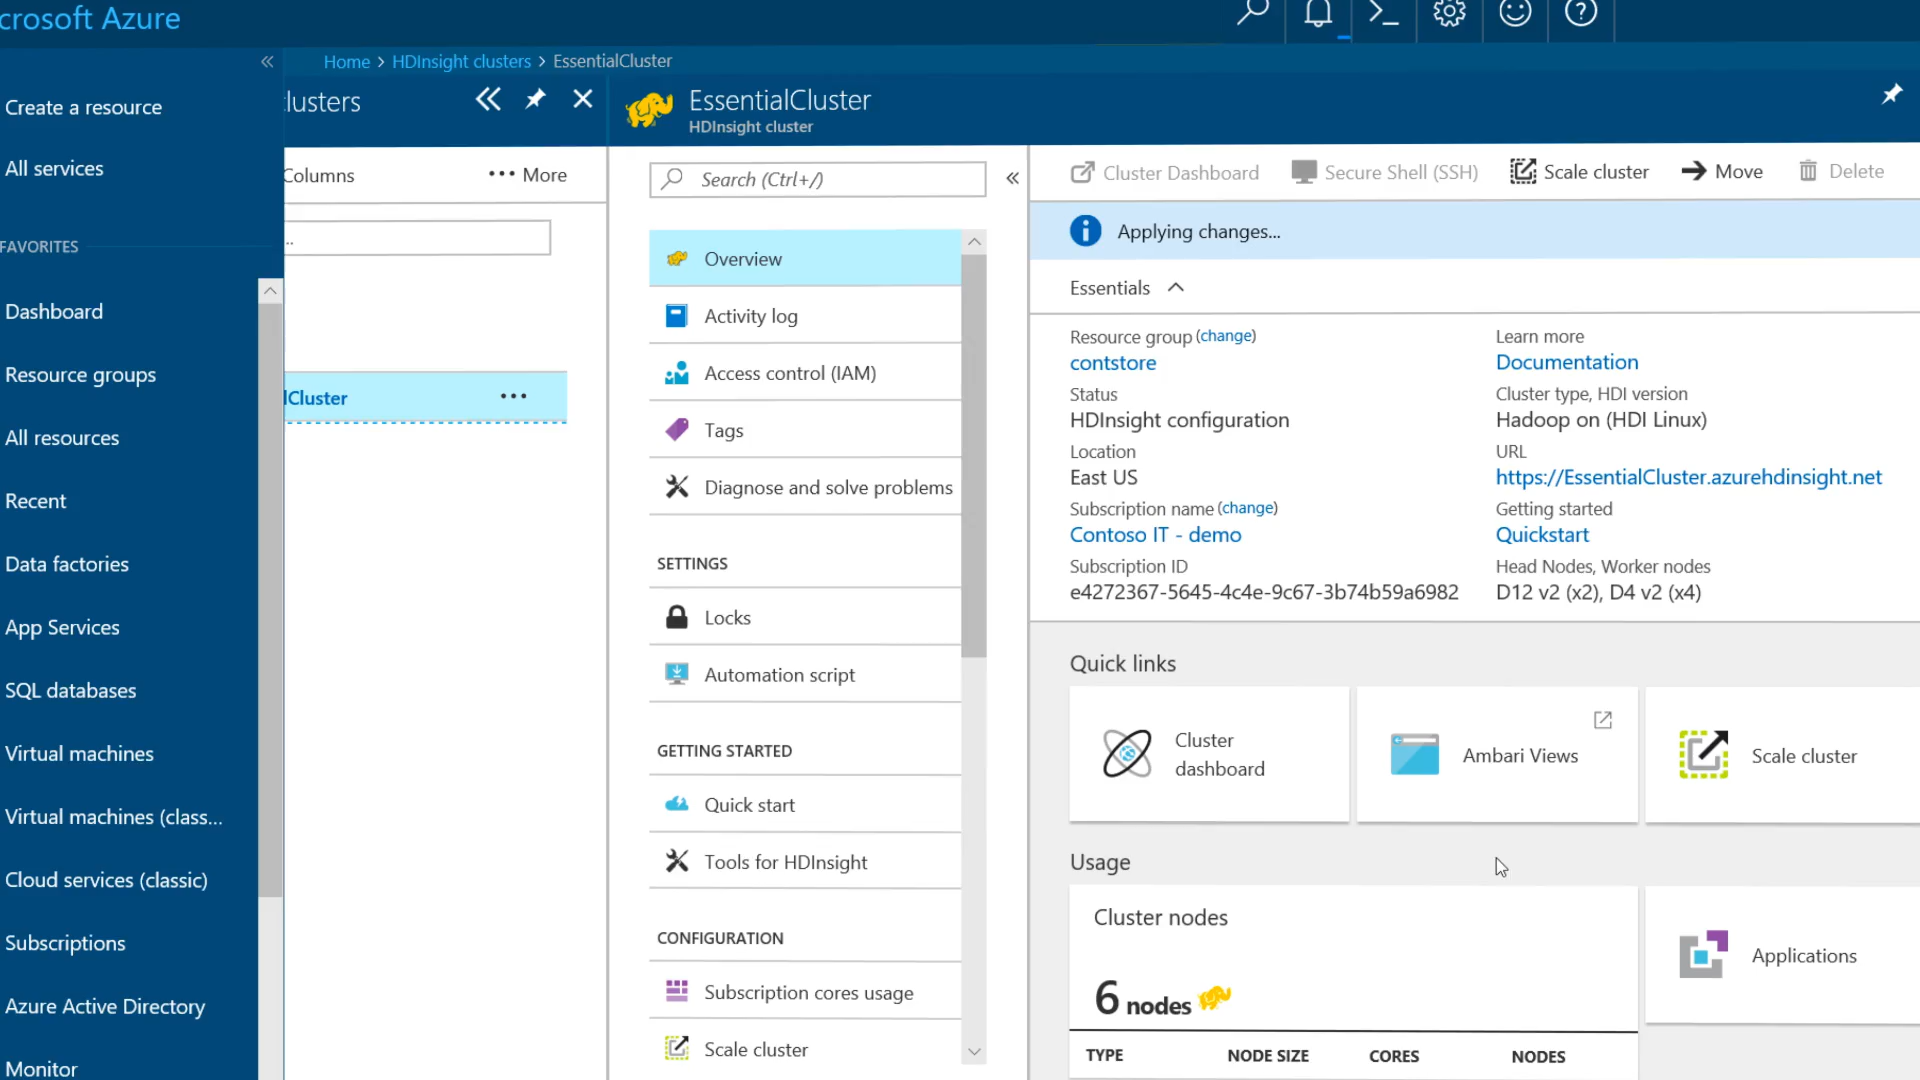 crosoft Azure
Home > HDInsight clusters > EssentialCluster
Create a resource
All services
FAVORITES
Dashboard
Resource groups
All resources
Recent
Data factories
App Services
SQL databases
Virtual machines
Virtual machines (class...
Cloud services (classic)
Subscriptions
Azure Active Directory
Monitor
lusters
Columns
More
..
lCluster
EssentialCluster
HDInsight cluster
Search (Ctrl+/)
Overview
Activity log
Access control (IAM)
Tags
Diagnose and solve problems
SETTINGS
Locks
Automation script
GETTING STARTED
Quick start
Tools for HDInsight
CONFIGURATION
Subscription cores usage
Scale cluster
Cluster Dashboard
Secure Shell (SSH)
Scale cluster
Move
Delete
Applying changes...
Essentials
Resource group (change)
contstore
Status
HDInsight configuration
Location
East US
Subscription name (change)
Contoso IT - demo
Subscription ID
e4272367-5645-4c4e-9c67-3b74b59a6982
Learn more
Documentation
Cluster type, HDI version
Hadoop on (HDI Linux)
URL
https://EssentialCluster.azurehdinsight.net
Getting started
Quickstart
Head Nodes, Worker nodes
D12 v2 (x2), D4 v2 (x4)
Quick links
Cluster
dashboard
Ambari Views
Scale cluster
Usage
Cluster nodes
6 nodes
TYPE NODE SIZE CORES NODES
Applications